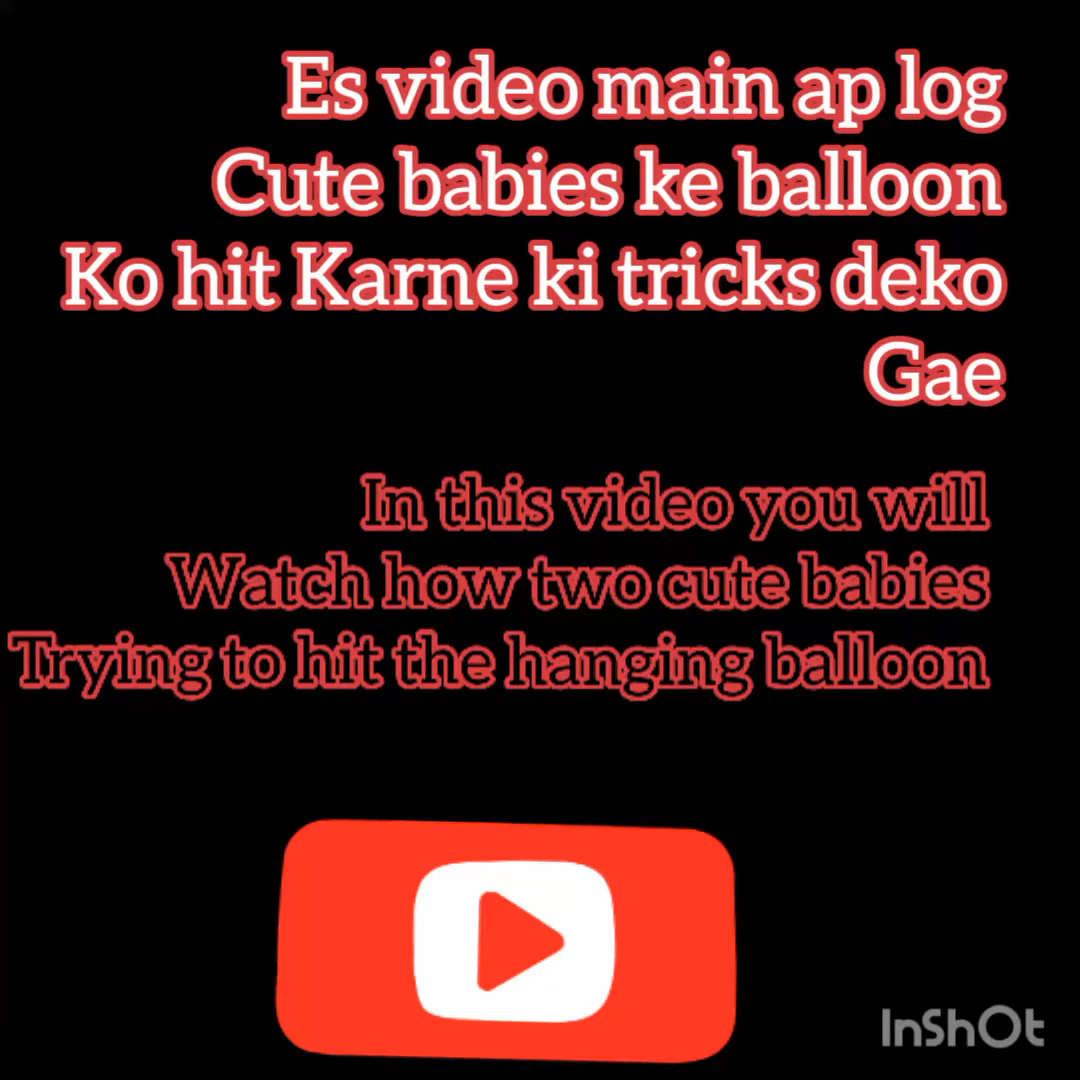 Es video main ap log
Cute babies ke balloon
Ko hit Karne ki tricks deko
Gae
In this video you will
Watch how two cute babies
Trying to hit the hanging balloon
InShOt